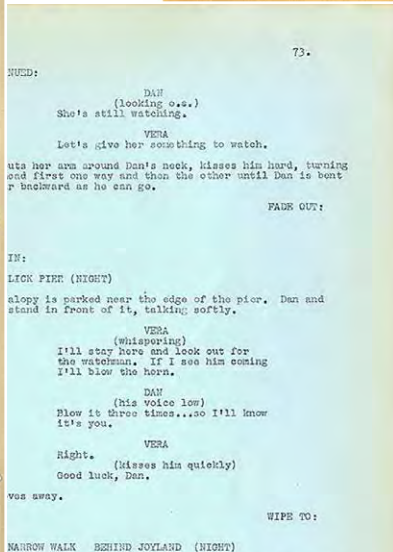 73.
NUED:
DAN
(looking o.s.)
She's still watching.
VERA
Let's give her something to watch.
uts her arm around Dan's neck, kisses him hard, turning
ead first one way and then the other until Dan is bent
r backward as he can go.
FADE OUT:
IN:
LICK PIER (NIGHT)
alopy is parked near the edge of the pier. Dan and
stand in front of it, talking softly.
VERA
(whispering)
I'll stay here and look out for
the watchman. If I see him coming
I'll blow the horn.
DAN
(his voice low)
Blow it three times...so I'll know
it's you.
VERA
Right.
(kisses him quickly)
Good luck, Dan.
ves away.
WIPE TO:
NARROW WALK BEHIND JOYLAND (NIGHT)